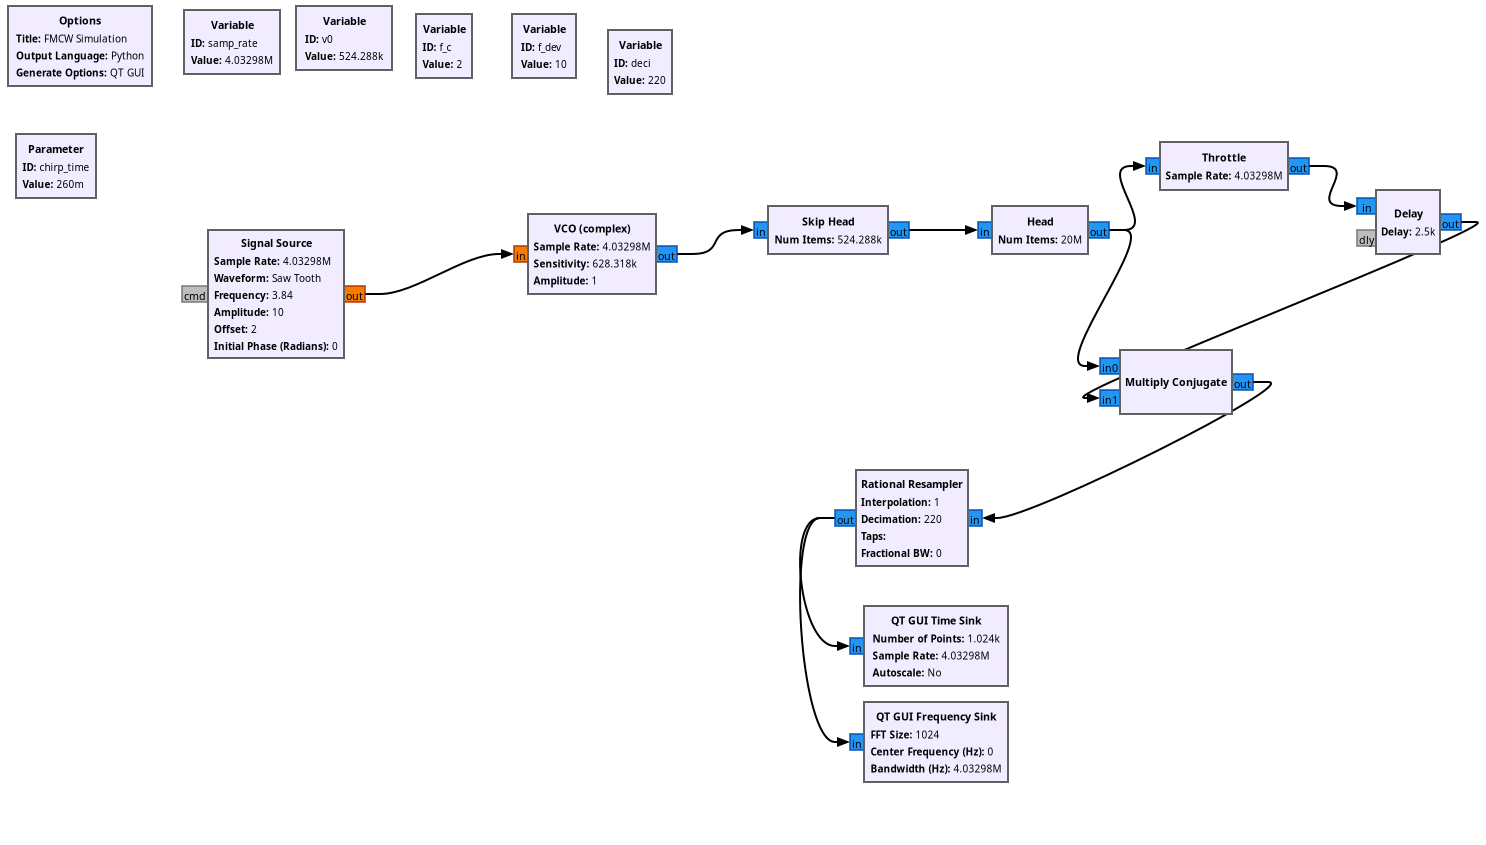 Options
Title: FMCW Simulation
Output Language: Python
Generate Options: QT GUI
Variable
ID: samp_rate
Value: 4.03298M
Variable
ID: v0
Value: 524.288k
Variable
ID: f_c
Value: 2
Variable
ID: f_dev
Value: 10
Variable
ID: deci
Value: 220
Parameter
ID: chirp_time
Value: 260m
Signal Source
Sample Rate: 4.03298M
Waveform: Saw Tooth
Frequency: 3.84
Amplitude: 10
Offset: 2
Initial Phase (Radians): 0
cmd
out
VCO (complex)
Sample Rate: 4.03298M
Sensitivity: 628.318k
Amplitude: 1
in
out
Skip Head
Num Items: 524.288k
in
out
Head
Num Items: 20M
in
out
Throttle
Sample Rate: 4.03298M
in
out
Delay
Delay: 2.5k
in
dly
out
Multiply Conjugate
in0
in1
out
Rational Resampler
Interpolation: 1
Decimation: 220
Taps:
Fractional BW: 0
out
in
QT GUI Time Sink
Number of Points: 1.024k
Sample Rate: 4.03298M
Autoscale: No
in
QT GUI Frequency Sink
FFT Size: 1024
Center Frequency (Hz): 0
Bandwidth (Hz): 4.03298M
in